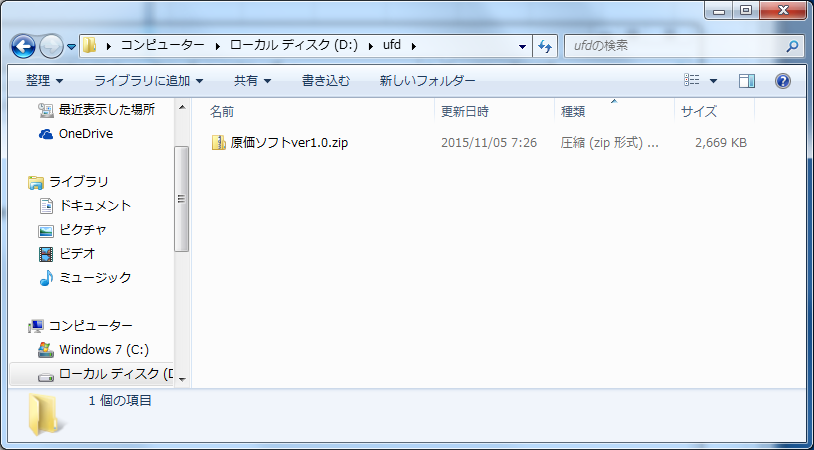 コンピューター ローカル ディスク (D:) ufd
ufdの検索
整理 ライブラリに追加 共有 書き込む 新しいフォルダー
最近表示した場所
OneDrive
ライブラリ
ドキュメント
ピクチャ
ビデオ
ミュージック
コンピューター
Windows 7 (C:)
ローカル ディスク (D
名前 更新日時 種類 サイズ
原価ソフトver1.0.zip 2015/11/05 7:26 圧縮 (zip 形式) ... 2,669 KB
1 個の項目